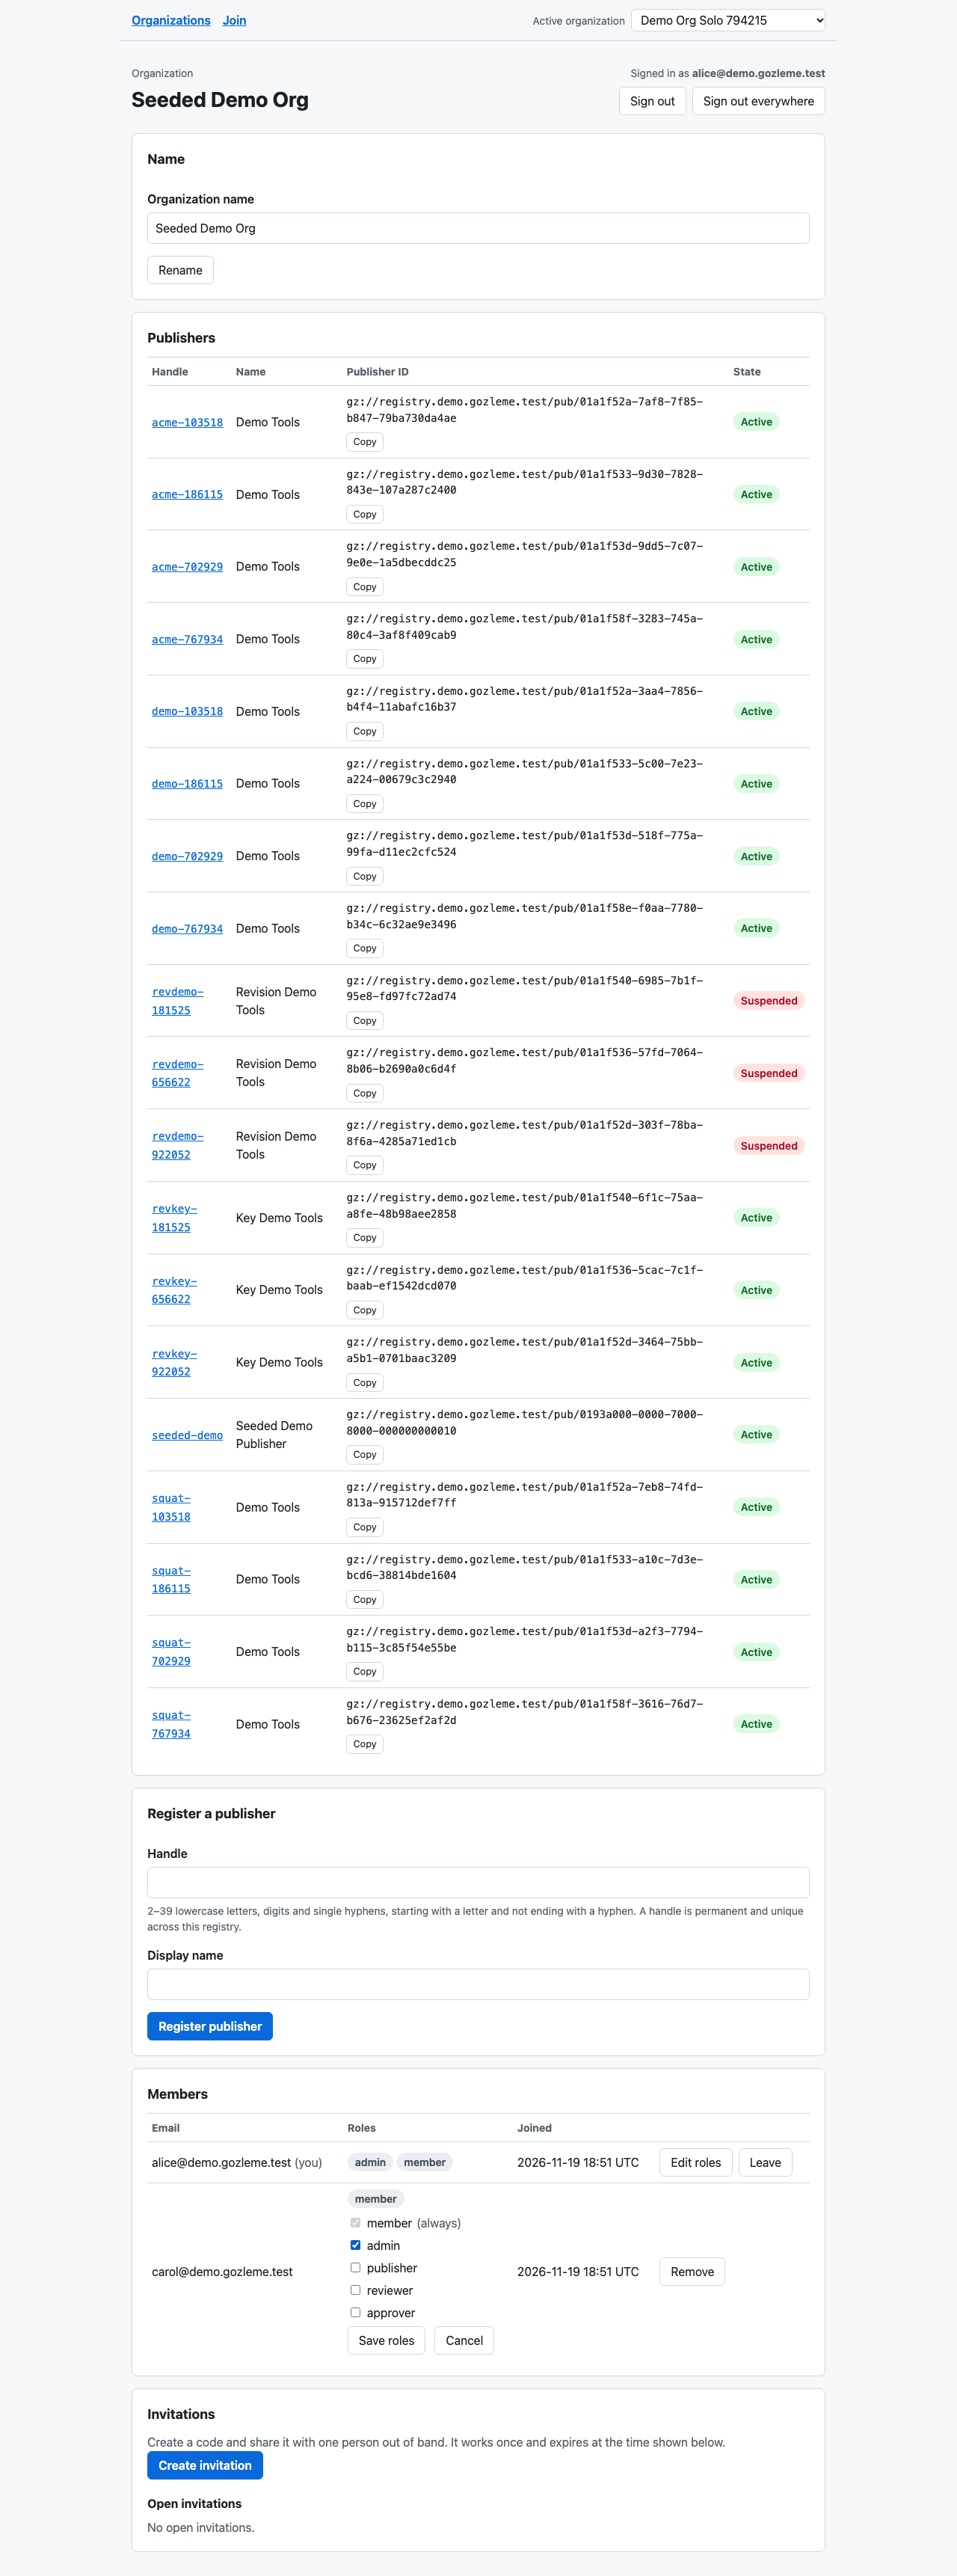 Organizations Join Active organization Demo Org Solo 794215
Organization Signed in as alice@demo.gozleme.test
Seeded Demo Org Sign out Sign out everywhere
Name
Organization name
Seeded Demo Org
Rename
Publishers
Handle Name Publisher ID State
gz://registry.demo.gozleme.test/pub/01a1f52a-7af8-7f85-
acme-103518 Demo Tools b847-79ba730da4ae Active
Copy
gz://registry.demo.gozleme.test/pub/01a1f533-9d30-7828-
acme-186115 Demo Tools 843e-107a287c2400 Active
Copy
gz://registry.demo.gozleme.test/pub/01a1f53d-9dd5-7c07-
acme-702929 Demo Tools 9e0e-1a5dbecddc25 Active
Copy
gz://registry.demo.gozleme.test/pub/01a1f58f-3283-745a-
acme-767934 Demo Tools 80c4-3af8f409cab9 Active
Copy
gz://registry.demo.gozleme.test/pub/01a1f52a-3aa4-7856-
demo-103518 Demo Tools b4f4-11abafc16b37 Active
Copy
gz://registry.demo.gozleme.test/pub/01a1f533-5c00-7e23-
demo-186115 Demo Tools a224-00679c3c2940 Active
Copy
gz://registry.demo.gozleme.test/pub/01a1f53d-518f-775a-
demo-702929 Demo Tools 99fa-d11ec2cfc524 Active
Copy
gz://registry.demo.gozleme.test/pub/01a1f58e-f0aa-7780-
demo-767934 Demo Tools b34c-6c32ae9e3496 Active
Copy
gz://registry.demo.gozleme.test/pub/01a1f540-6985-7b1f-
revdemo- Revision Demo 95e8-fd97fc72ad74 Suspended
181525 Tools Copy
gz://registry.demo.gozleme.test/pub/01a1f536-57fd-7064-
revdemo- Revision Demo 8b06-b2690a0c6d4f Suspended
656622 Tools Copy
gz://registry.demo.gozleme.test/pub/01a1f52d-303f-78ba-
revdemo- Revision Demo 8f6a-4285a71ed1cb Suspended
922052 Tools Copy
gz://registry.demo.gozleme.test/pub/01a1f540-6f1c-75aa-
revkey- Key Demo Tools a8fe-48b98aee2858 Active
181525 Copy
gz://registry.demo.gozleme.test/pub/01a1f536-5cac-7c1f-
revkey- Key Demo Tools baab-ef1542dcd070 Active
656622 Copy
gz://registry.demo.gozleme.test/pub/01a1f52d-3464-75bb-
revkey- Key Demo Tools a5b1-0701baac3209 Active
922052 Copy
gz://registry.demo.gozleme.test/pub/0193a000-0000-7000-
seeded-demo Seeded Demo 8000-000000000010 Active
Publisher Copy
gz://registry.demo.gozleme.test/pub/01a1f52a-7eb8-74fd-
squat- Demo Tools 813a-915712def7ff Active
103518 Copy
gz://registry.demo.gozleme.test/pub/01a1f533-a10c-7d3e-
squat- Demo Tools bcd6-38814bde1604 Active
186115 Copy
gz://registry.demo.gozleme.test/pub/01a1f53d-a2f3-7794-
squat- Demo Tools b115-3c85f54e55be Active
702929 Copy
gz://registry.demo.gozleme.test/pub/01a1f58f-3616-76d7-
squat- Demo Tools b676-23625ef2af2d Active
767934 Copy
Register a publisher
Handle
2–39 lowercase letters, digits and single hyphens, starting with a letter and not ending with a hyphen. A handle is permanent and unique
across this registry.
Display name
Register publisher
Members
Email Roles Joined
alice@demo.gozleme.test (you) admin member 2026-11-19 18:51 UTC Edit roles Leave
member
member (always)
admin
carol@demo.gozleme.test publisher 2026-11-19 18:51 UTC Remove
reviewer
approver
Save roles Cancel
Invitations
Create a code and share it with one person out of band. It works once and expires at the time shown below.
Create invitation
Open invitations
No open invitations.